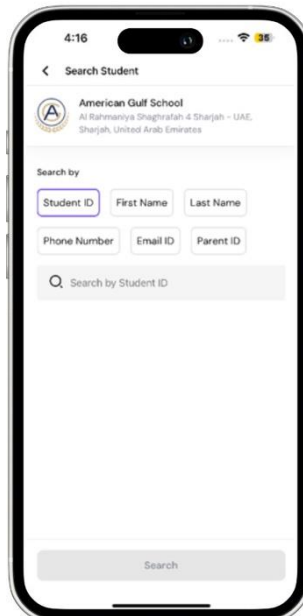 4:16
35
Search Student
American Gulf School
Al Rahmaniya Shaghrafah 4 Sharjah - UAE,
Sharjah, United Arab Emirates
Search by
Student ID First Name Last Name
Phone Number Email ID Parent ID
Search by Student ID
Search